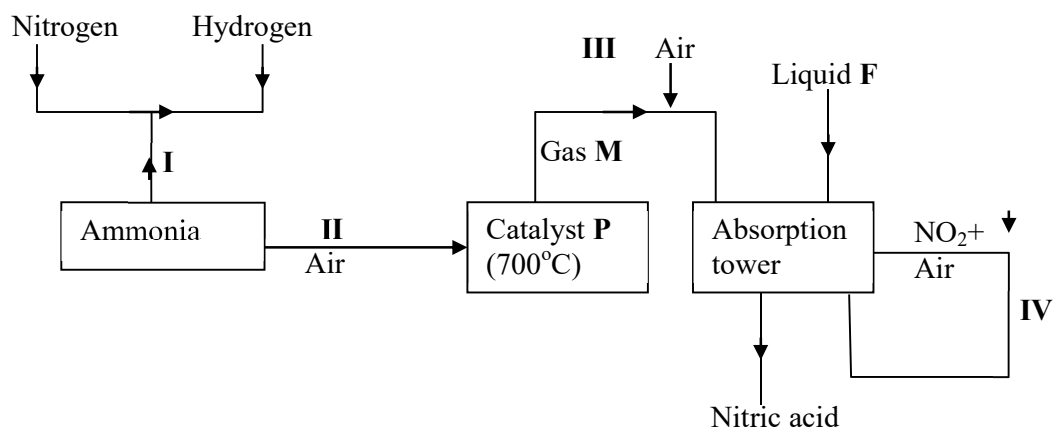 Nitrogen
Hydrogen
III Air
Liquid F
Gas M
I
Ammonia
II
Air
Catalyst P
(700°C)
Absorption
tower
NO₂+
Air
IV
Nitric acid